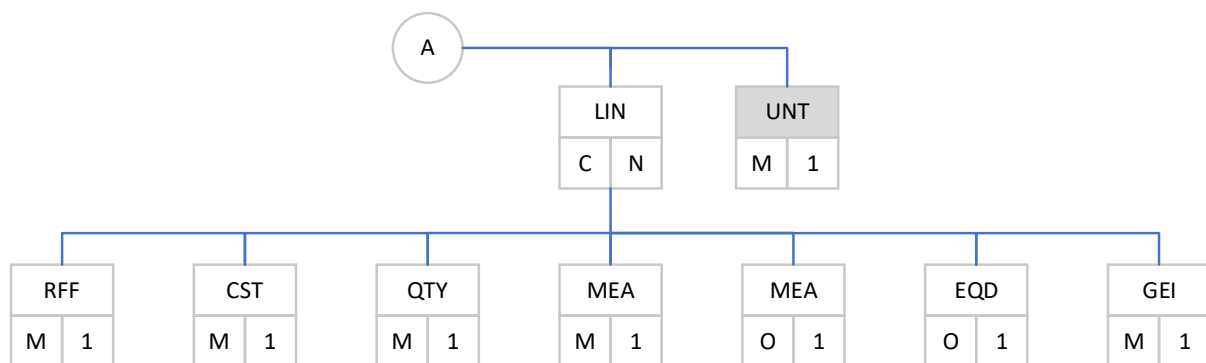 A
LIN UNT
C N M 1
RFF CST QTY MEA MEA EQD GEI
M 1 M 1 M 1 M 1 O 1 O 1 M 1